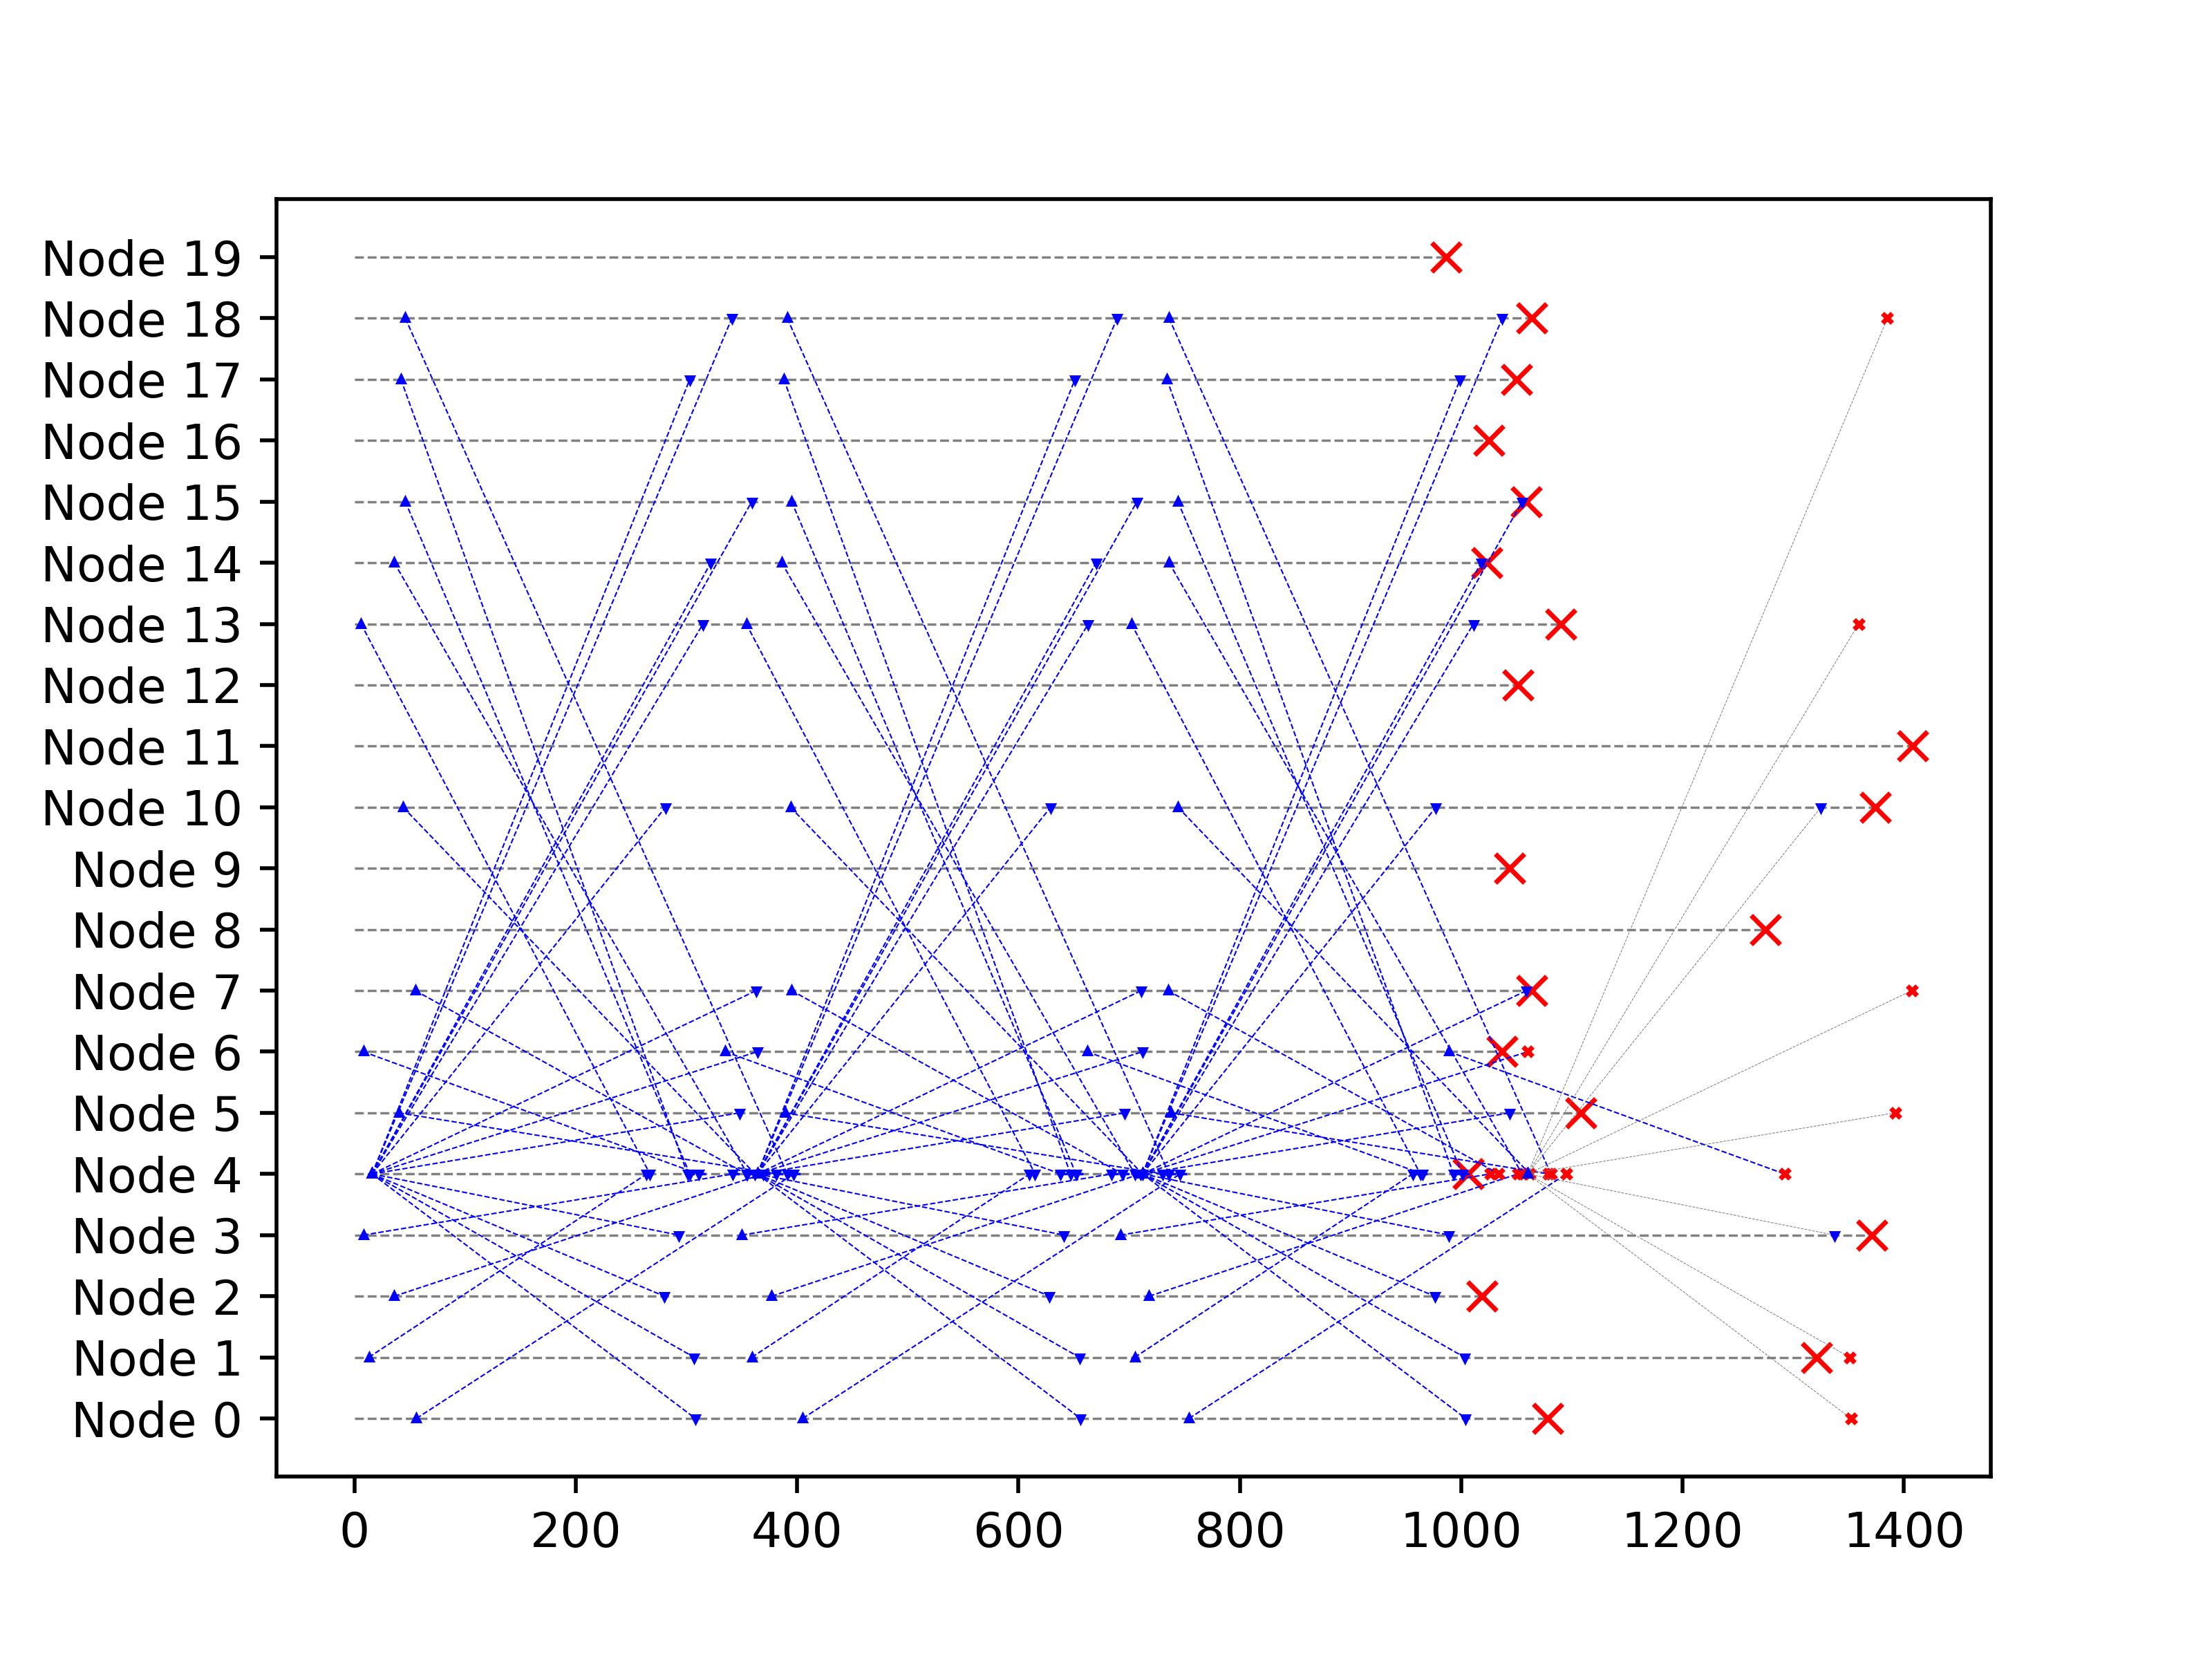 Node 19
Node 18
Node 17
Node 16
Node 15
Node 14
Node 13
Node 12
Node 11
Node 10
Node 9
Node 8
Node 7
Node 6
Node 5
Node 4
Node 3
Node 2
Node 1
Node 0
0 200 400 600 800 1000 1200 1400